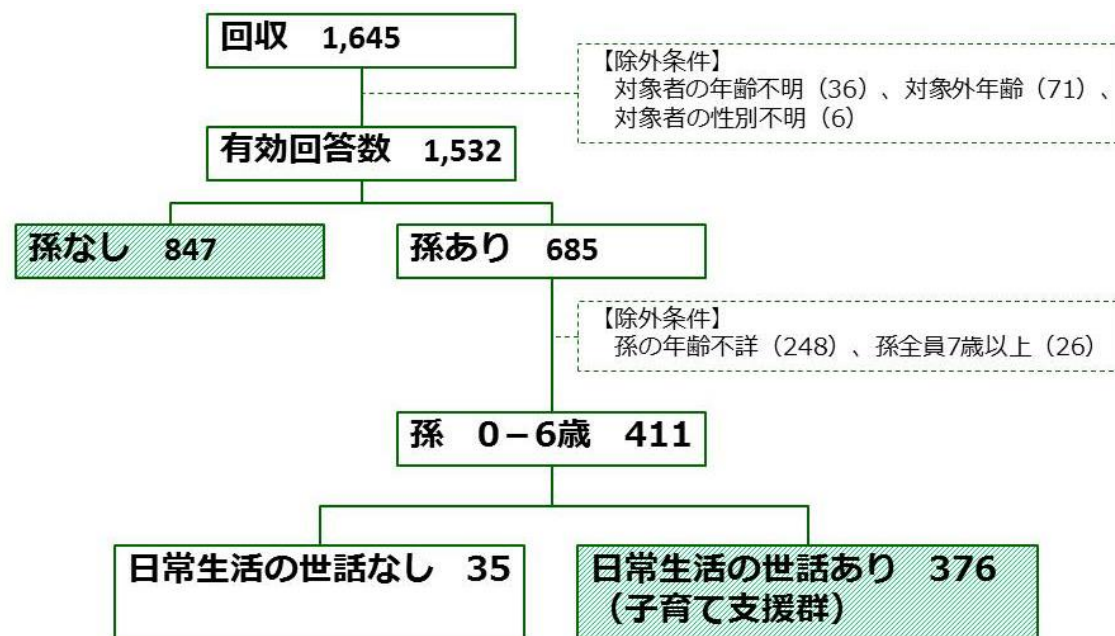 回収 1,645
【除外条件】
対象者の年齢不明(36)、対象外年齢(71)、
対象者の性別不明(6)
有効回答数 1,532
孫なし 847
孫あり 685
【除外条件】
孫の年齢不詳(248)、孫全員7歳以上(26)
孫 0-6歳 411
日常生活の世話なし 35
日常生活の世話あり 376
(子育て支援群)